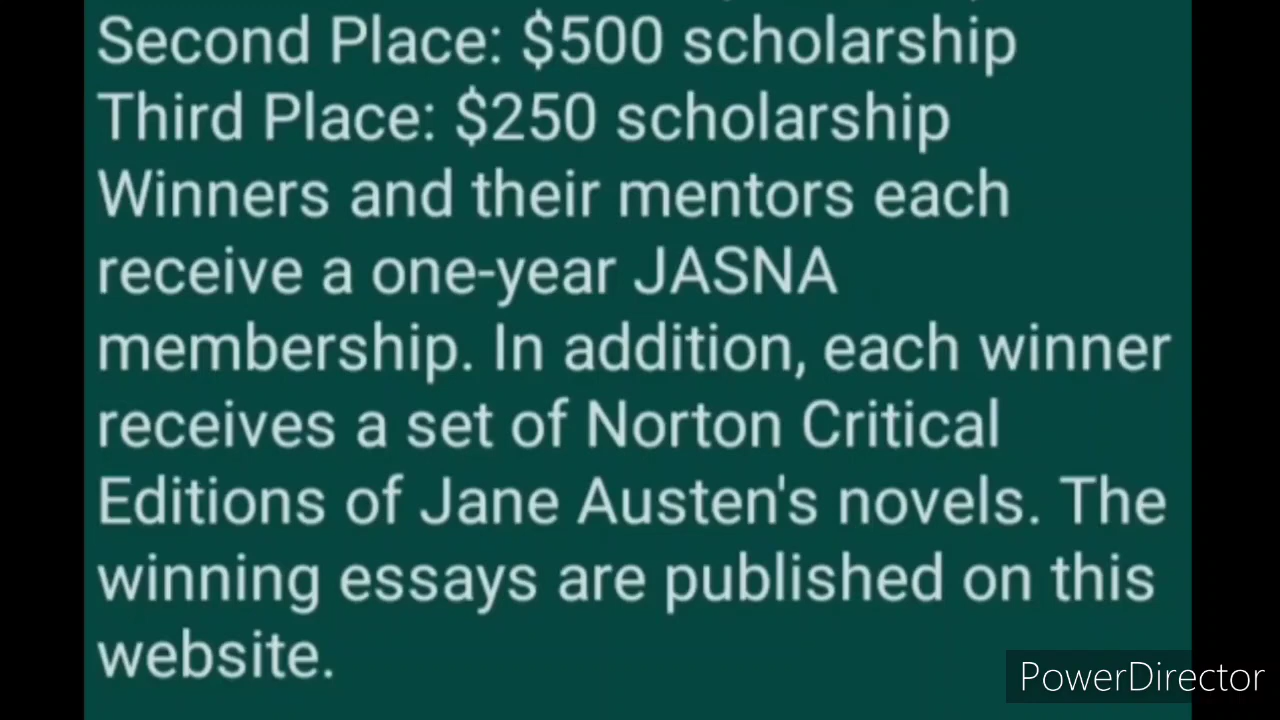 Second Place: $500 scholarship
Third Place: $250 scholarship
Winners and their mentors each
receive a one-year JASNA
membership. In addition, each winner
receives a set of Norton Critical
Editions of Jane Austen's novels. The
winning essays are published on this
website.
PowerDirector